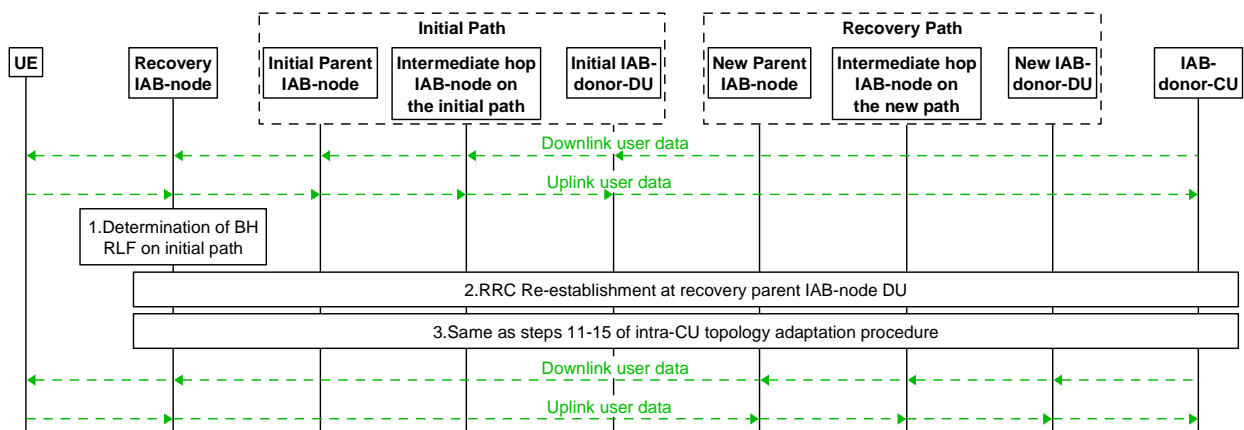 Initial Path
Recovery Path
UE
Recovery
IAB-node
Initial Parent
IAB-node
Intermediate hop
IAB-node on
the initial path
Initial IAB-
donor-DU
New Parent
IAB-node
Intermediate hop
IAB-node on
the new path
New IAB-
donor-DU
IAB-
donor-CU
Downlink user data
Uplink user data
1.Determination of BH
RLF on initial path
2.RRC Re-establishment at recovery parent IAB-node DU
3.Same as steps 11-15 of intra-CU topology adaptation procedure
Downlink user data
Uplink user data